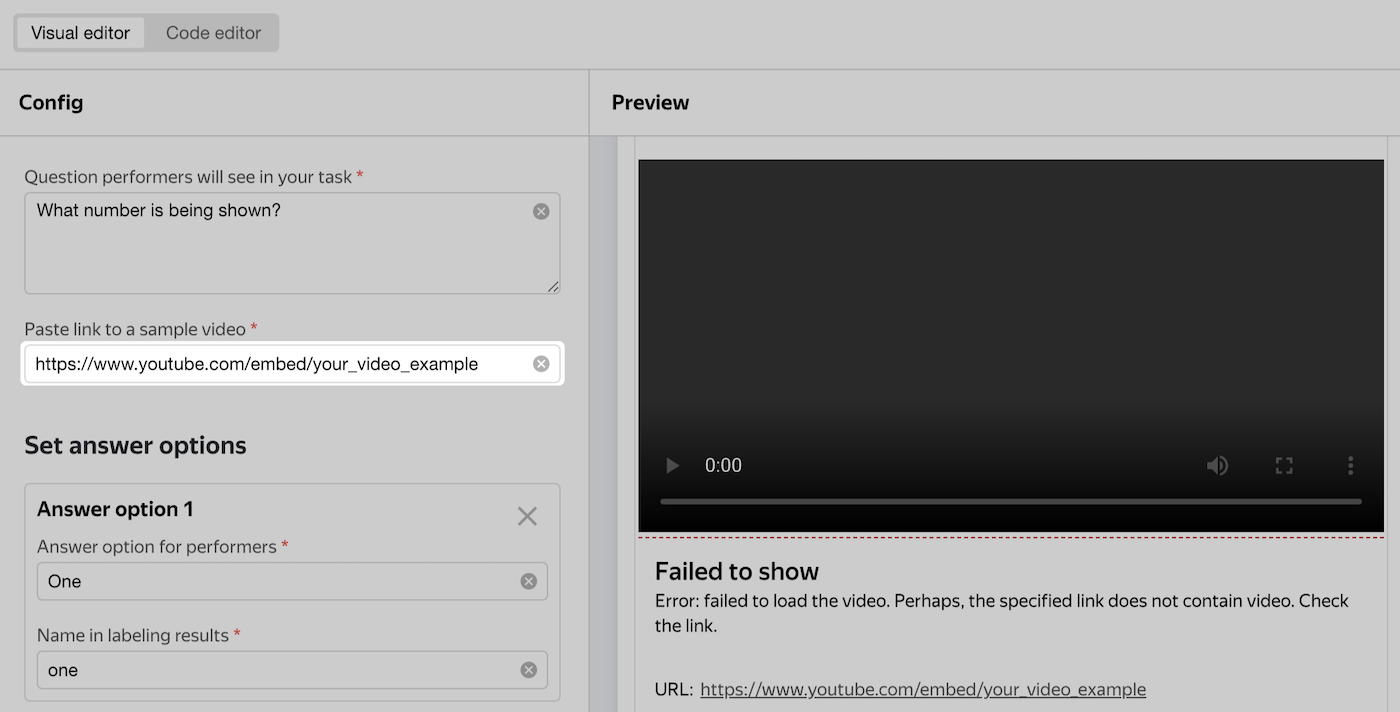 Visual editor
Code editor
Config
Preview
Question performers will see in your task *
What number is being shown?
Paste link to a sample video *
https://www.youtube.com/embed/your_video_example
Set answer options
Answer option 1
Answer option for performers *
One
Name in labeling results *
one
0:00
Failed to show
Error: failed to load the video. Perhaps, the specified link does not contain video. Check
the link.
URL: https://www.youtube.com/embed/your_video_example